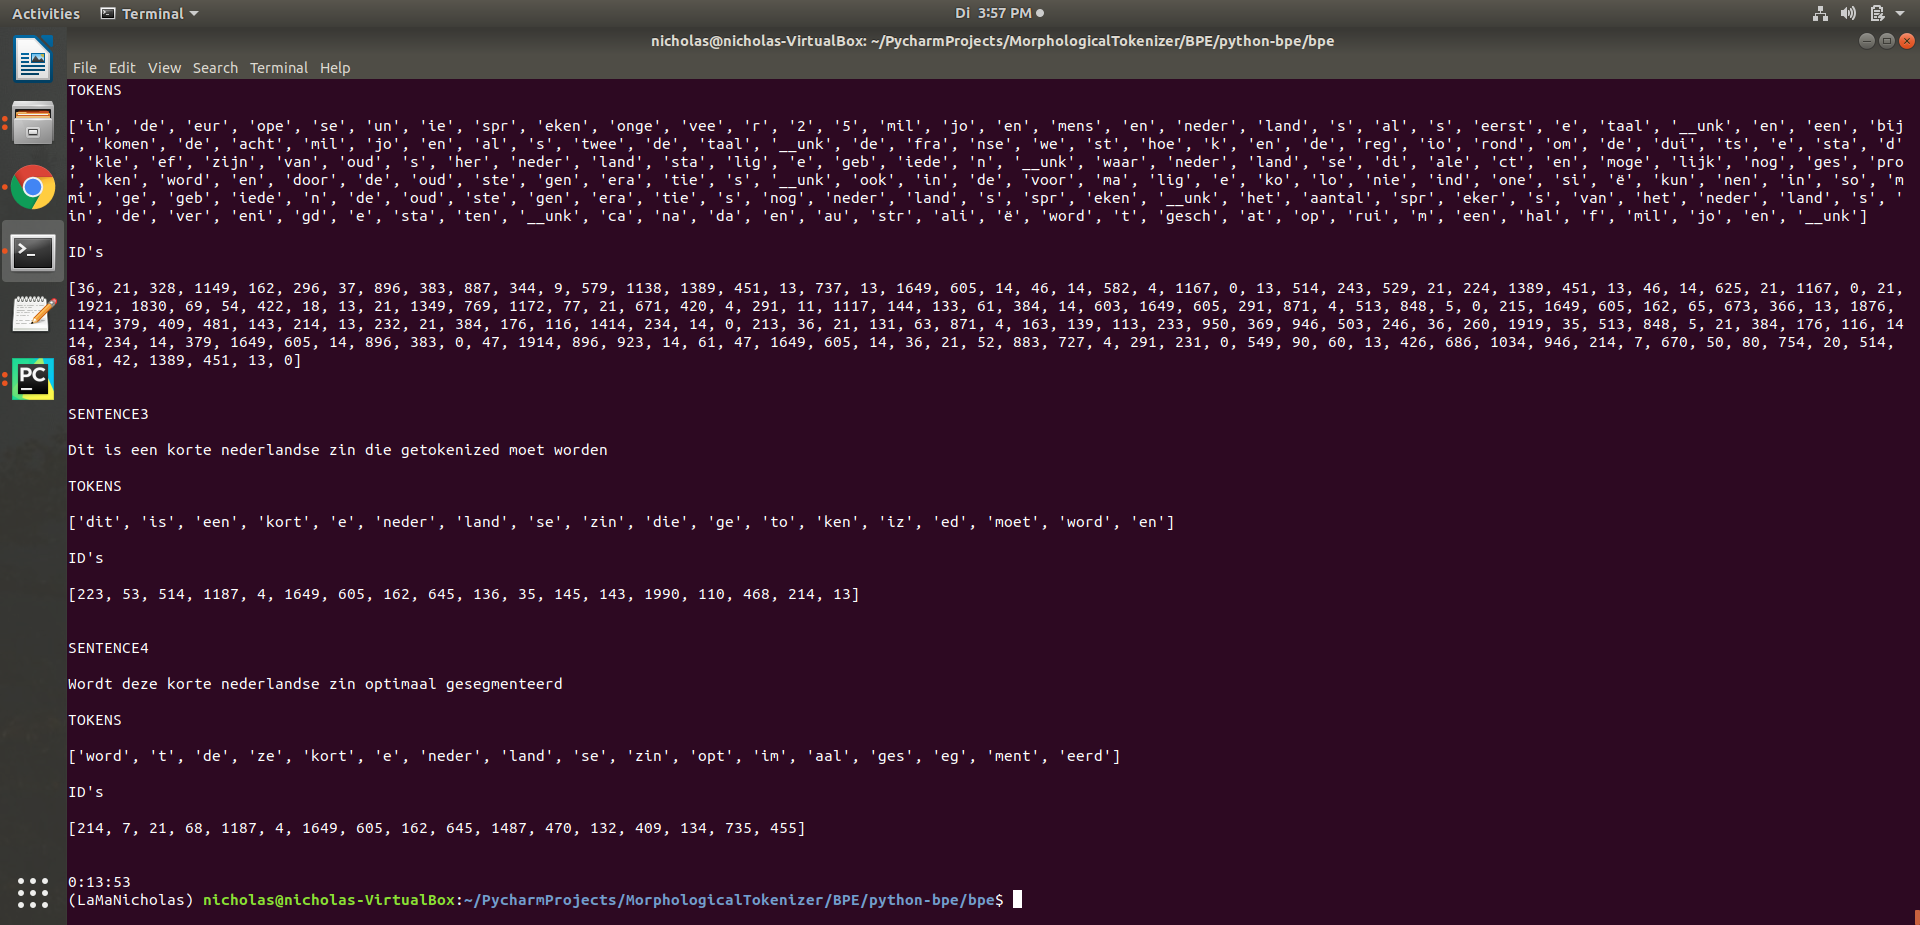 Activities Terminal Di 3:57 PM
nicholas@nicholas-VirtualBox: ~/PycharmProjects/MorphologicalTokenizer/BPE/python-bpe/bpe
File Edit View Search Terminal Help
TOKENS
['in', 'de', 'eur', 'ope', 'se', 'un', 'ie', 'spr', 'eken', 'onge', 'vee', 'r', '2', '5', 'mil', 'jo', 'en', 'mens', 'en', 'neder', 'land', 's', 'al', 's', 'eerst', 'e', 'taal', '__unk', 'en', 'een', 'bij
', 'komen', 'de', 'acht', 'mil', 'jo', 'en', 'al', 's', 'twee', 'de', 'taal', '__unk', 'de', 'fra', 'nse', 'we', 'st', 'hoe', 'k', 'en', 'de', 'reg', 'io', 'rond', 'om', 'de', 'dui', 'ts', 'e', 'sta', 'd'
, 'kle', 'ef', 'zijn', 'van', 'oud', 's', 'her', 'neder', 'land', 'sta', 'lig', 'e', 'geb', 'iede', 'n', '__unk', 'waar', 'neder', 'land', 'se', 'di', 'ale', 'ct', 'en', 'moge', 'lijk', 'nog', 'ges', 'pro
', 'ken', 'word', 'en', 'door', 'de', 'oud', 'ste', 'gen', 'era', 'tie', 's', '__unk', 'ook', 'in', 'de', 'voor', 'ma', 'lig', 'e', 'ko', 'lo', 'nie', 'ind', 'one', 'si', 'ë', 'kun', 'nen', 'in', 'so', 'm
mi', 'ge', 'geb', 'iede', 'n', 'de', 'oud', 'ste', 'gen', 'era', 'tie', 's', 'nog', 'neder', 'land', 's', 'spr', 'eken', '__unk', 'het', 'aantal', 'spr', 'eker', 's', 'van', 'het', 'neder', 'land', 's', '
in', 'de', 'ver', 'eni', 'gd', 'e', 'sta', 'ten', '__unk', 'ca', 'na', 'da', 'en', 'au', 'str', 'ali', 'ë', 'word', 't', 'gesch', 'at', 'op', 'rui', 'm', 'een', 'hal', 'f', 'mil', 'jo', 'en', '__unk']
ID's
[36, 21, 328, 1149, 162, 296, 37, 896, 383, 887, 344, 9, 579, 1138, 1389, 451, 13, 737, 13, 1649, 605, 14, 46, 14, 582, 4, 1167, 0, 13, 514, 243, 529, 21, 224, 1389, 451, 13, 46, 14, 625, 21, 1167, 0, 21,
1921, 1830, 69, 54, 422, 18, 13, 21, 1349, 769, 1172, 77, 21, 671, 420, 4, 291, 11, 1117, 144, 133, 61, 384, 14, 603, 1649, 605, 291, 871, 4, 513, 848, 5, 0, 215, 1649, 605, 162, 65, 673, 366, 13, 1876,
114, 379, 409, 481, 143, 214, 13, 232, 21, 384, 176, 116, 1414, 234, 14, 0, 213, 36, 21, 131, 63, 871, 4, 163, 139, 113, 233, 950, 369, 946, 503, 246, 36, 260, 1919, 35, 513, 848, 5, 21, 384, 176, 116, 14
14, 234, 14, 379, 1649, 605, 14, 896, 383, 0, 47, 1914, 896, 923, 14, 61, 47, 1649, 605, 14, 36, 21, 52, 883, 727, 4, 291, 231, 0, 549, 90, 60, 13, 426, 686, 1034, 946, 214, 7, 670, 50, 80, 754, 20, 514,
681, 42, 1389, 451, 13, 0]
SENTENCE3
Dit is een korte nederlandse zin die getokenized moet worden
TOKENS
['dit', 'is', 'een', 'kort', 'e', 'neder', 'land', 'se', 'zin', 'die', 'ge', 'to', 'ken', 'iz', 'ed', 'moet', 'word', 'en']
ID's
[223, 53, 514, 1187, 4, 1649, 605, 162, 645, 136, 35, 145, 143, 1990, 110, 468, 214, 13]
SENTENCE4
Wordt deze korte nederlandse zin optimaal gesegmenteerd
TOKENS
['word', 't', 'de', 'ze', 'kort', 'e', 'neder', 'land', 'se', 'zin', 'opt', 'im', 'aal', 'ges', 'eg', 'ment', 'eerd']
ID's
[214, 7, 21, 68, 1187, 4, 1649, 605, 162, 645, 1487, 470, 132, 409, 134, 735, 455]
0:13:53
(LaMaNicholas) nicholas@nicholas-VirtualBox:~/PycharmProjects/MorphologicalTokenizer/BPE/python-bpe/bpe$
PC